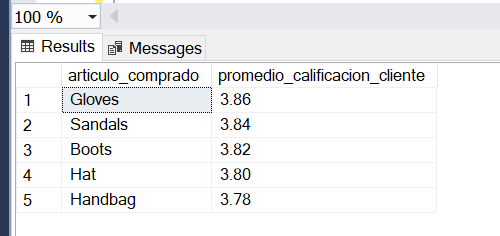 100 %
Results Messages
articulo_comprado promedio_calificacion_cliente
1 Gloves 3.86
2 Sandals 3.84
3 Boots 3.82
4 Hat 3.80
5 Handbag 3.78